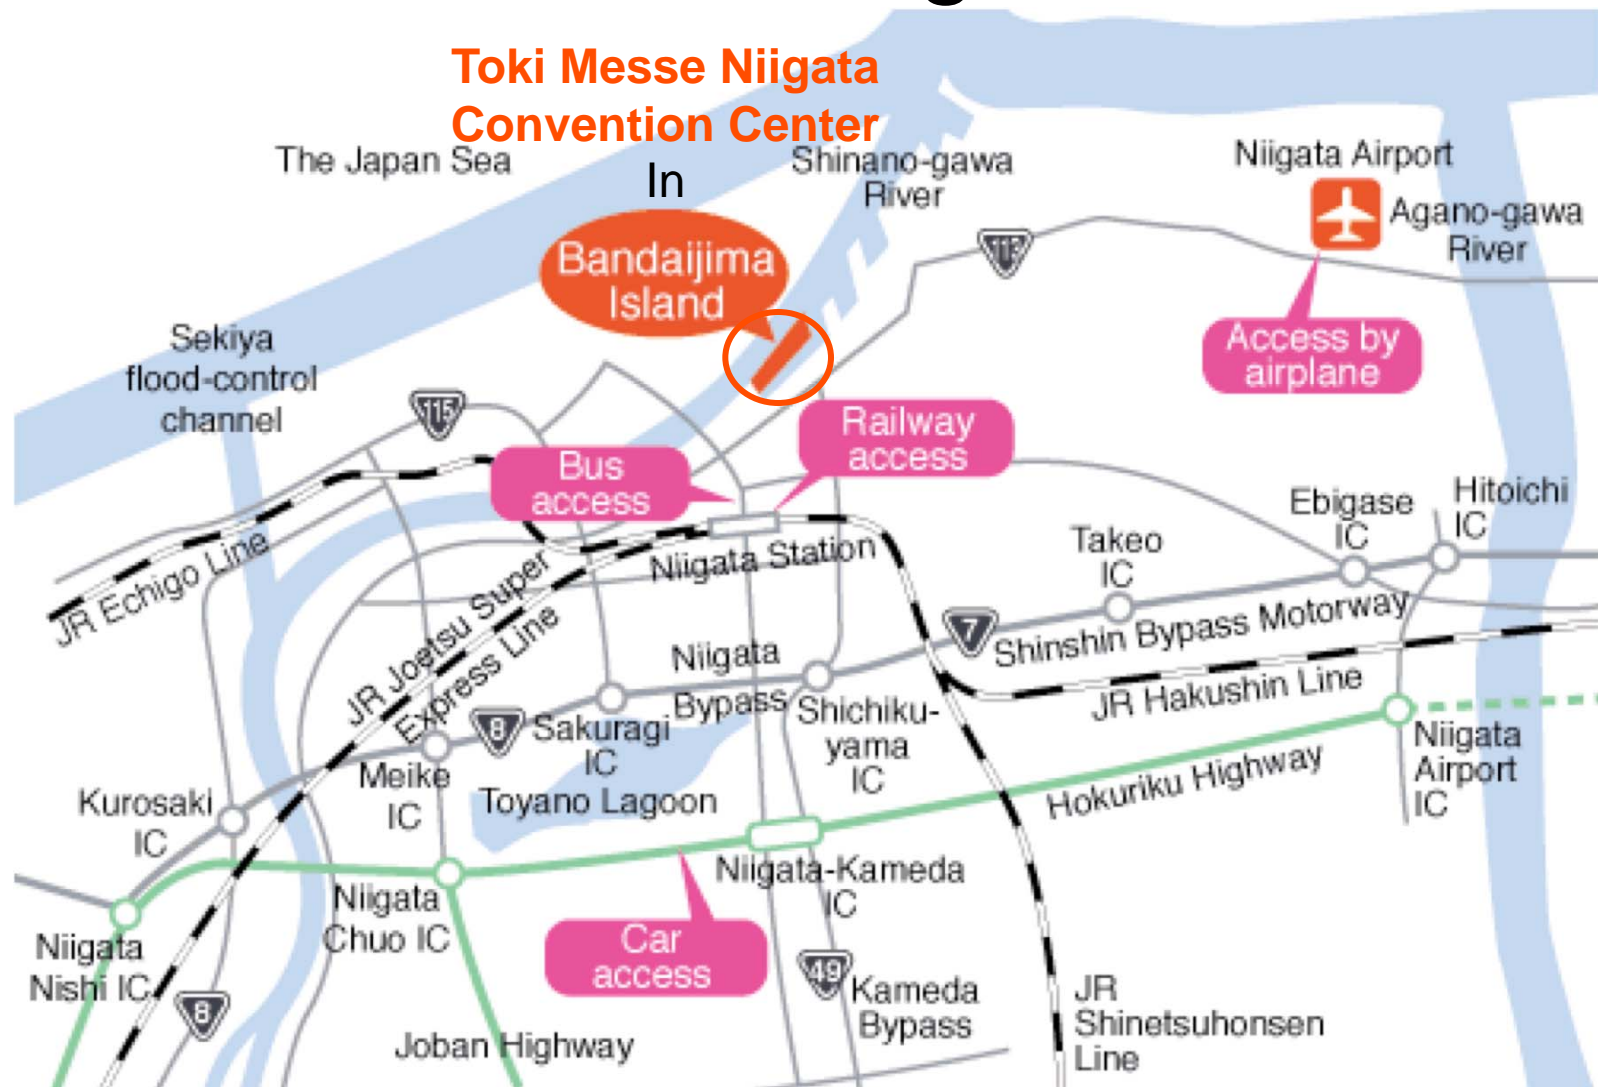 Toki Messe Niigata
Convention Center
In
The Japan Sea
Shinano-gawa
River
Niigata Airport
Agano-gawa
River
Bandaijima
Island
113
Access by
airplane
Sekiya
flood-control
channel
115
Railway
access
Bus
access
Ebigase
IC
Hitoichi
IC
Takeo
IC
Niigata Station
JR Echigo Line
JR Joetsu Super
Express Line
7
Shinshin Bypass Motorway
Niigata
Bypass
JR Hakushin Line
8
Sakuragi
IC
Shichiku-
yama
IC
Niigata
Airport
IC
Meike
IC
Toyano Lagoon
Kurosaki
IC
Hokuriku Highway
Niigata-Kameda
IC
Niigata
Chuo IC
Car
access
Niigata
Nishi IC
49
Kameda
Bypass
8
JR
Shinetsuhonsen
Line
Joban Highway